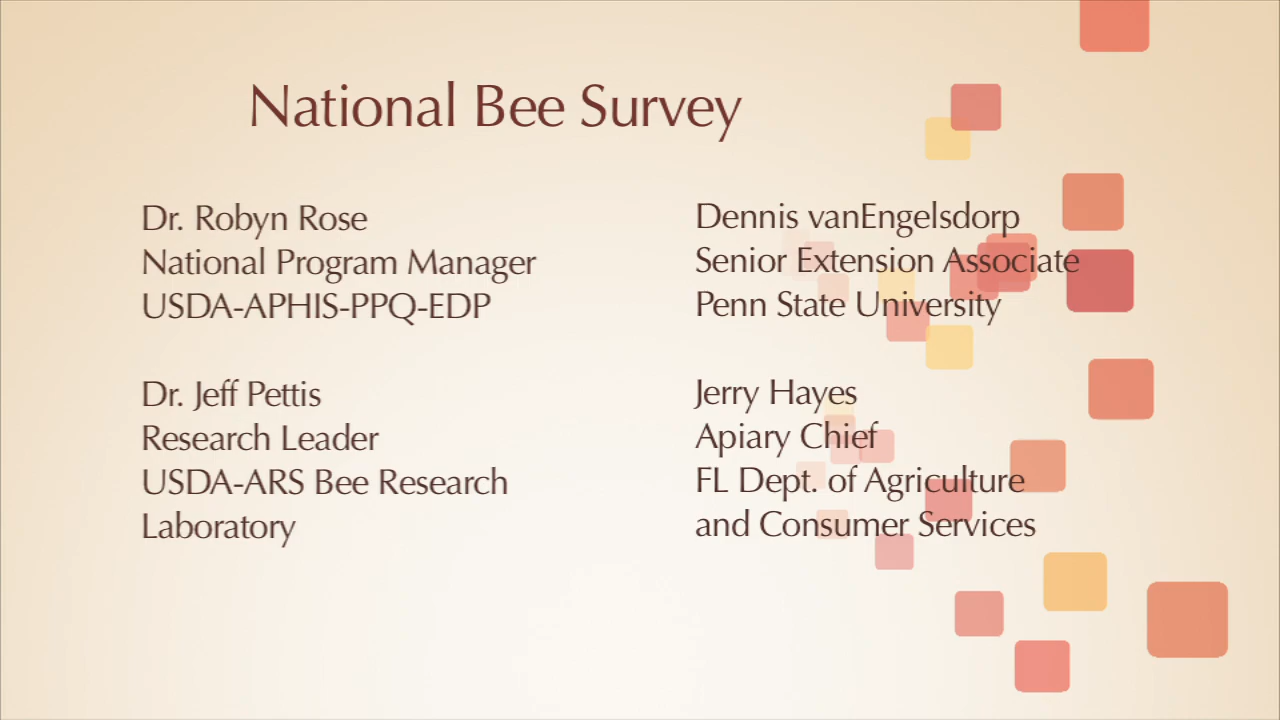 National Bee Survey
Dr. Robyn Rose
National Program Manager
USDA-APHIS-PPQ-EDP
Dr. Jeff Pettis
Research Leader
USDA-ARS Bee Research
Laboratory
Dennis vanEngelsdorp
Senior Extension Associate
Penn State University
Jerry Hayes
Apiary Chief
FL Dept. of Agriculture
and Consumer Services